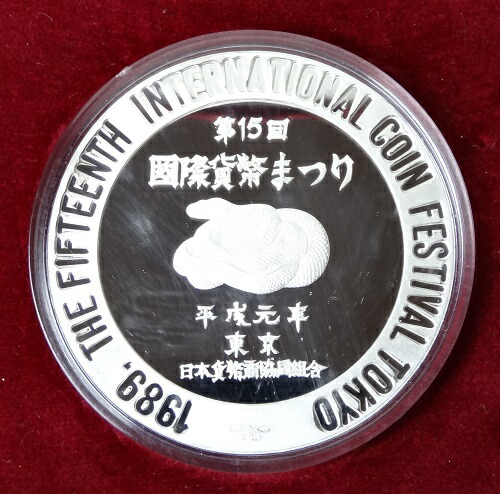 1989, THE FIFTEENTH INTERNATIONAL COIN FESTIVAL TOKYO
第15回
國際貨幣まつり
平成元年
東京
日本貨幣商協同組合